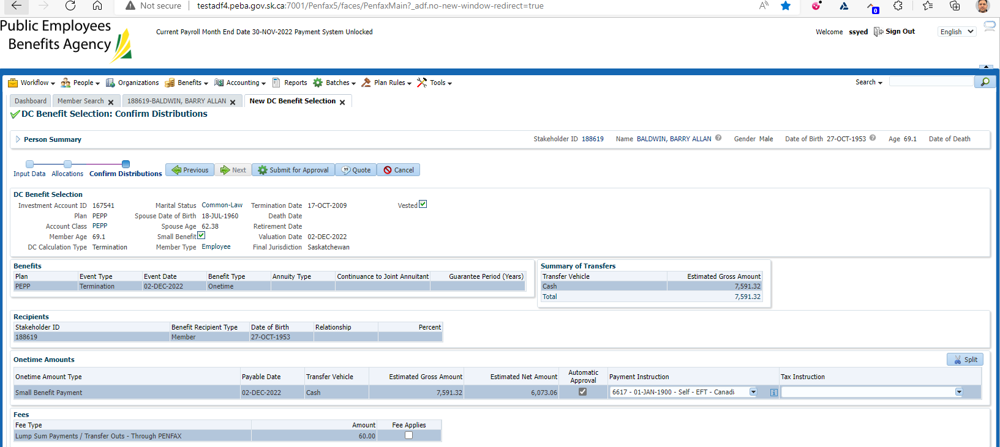 Not secure testadf4.peba.gov.sk.ca:7001/Penfax5/faces/PenfaxMain?_adf.no-new-window-redirect=true
0
Public Employees
Benefits Agency
Current Payroll Month End Date 30-NOV-2022 Payment System Unlocked
Welcome ssyed Sign Out English
Workflow People Organizations Benefits Accounting Reports Batches Plan Rules Tools Search
Dashboard Member Search 188619-BALDWIN, BARRY ALLAN New DC Benefit Selection
DC Benefit Selection: Confirm Distributions
Person Summary Stakeholder ID 188619 Name BALDWIN, BARRY ALLAN Gender Male Date of Birth 27-OCT-1953 Age 69.1 Date of Death
Previous Next Submit for Approval Quote Cancel
Input Data Allocations Confirm Distributions
DC Benefit Selection
Investment Account ID 167541 Marital Status Common-Law Termination Date 17-OCT-2009 Vested
Plan PEPP Spouse Date of Birth 18-JUL-1960 Death Date
Account Class PEPP Spouse Age 62.38 Retirement Date
Member Age 69.1 Small Benefit Valuation Date 02-DEC-2022
DC Calculation Type Termination Member Type Employee Final Jurisdiction Saskatchewan
Benefits
Plan Event Type Event Date Benefit Type Annuity Type Continuance to Joint Annuitant Guarantee Period (Years)
PEPP Termination 02-DEC-2022 Onetime
Summary of Transfers
Transfer Vehicle Estimated Gross Amount
Cash 7,591.32
Total 7,591.32
Recipients
Stakeholder ID Benefit Recipient Type Date of Birth Relationship Percent
188619 Member 27-OCT-1953
Onetime Amounts Split
Onetime Amount Type Payable Date Transfer Vehicle Estimated Gross Amount Estimated Net Amount Automatic Approval Payment Instruction Tax Instruction
Small Benefit Payment 02-DEC-2022 Cash 7,591.32 6,073.06 6617 - 01-JAN-1900 - Self - EFT - Canadi
Fees
Fee Type Amount Fee Applies
Lump Sum Payments / Transfer Outs - Through PENFAX 60.00